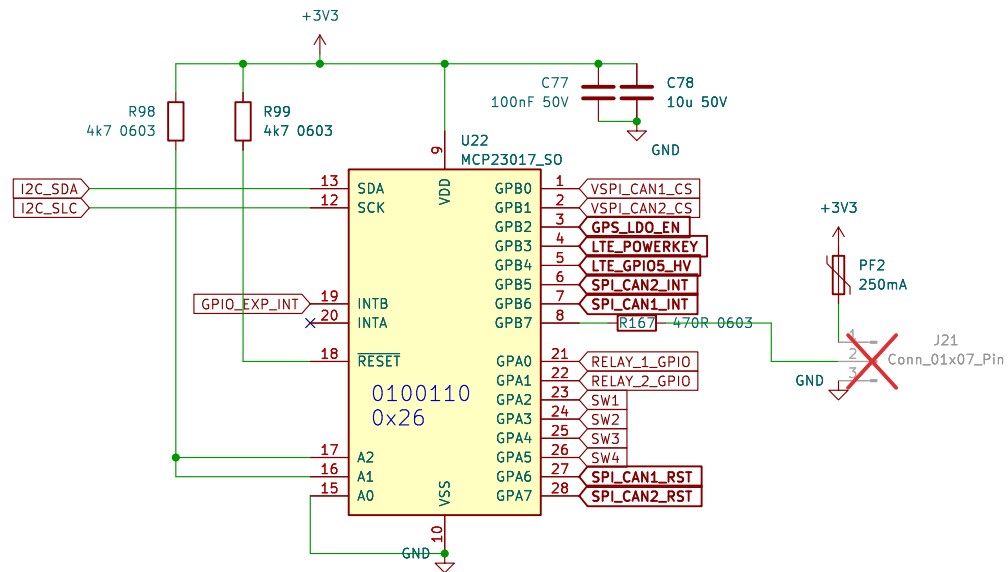 +3V3
C77
100nF 50V
C78
10u 50V
GND
R98
4k7 0603
R99
4k7 0603
U22
MCP23017_SO
9
VDD
I2C_SDA
13
SDA
I2C_SLC
12
SCK
GPIO_EXP_INT
19
INTB
20
INTA
18
RESET
0100110
0x26
17
A2
16
A1
15
A0
VSS
10
GND
GPB0
1
VSPI_CAN1_CS
GPB1
2
VSPI_CAN2_CS
GPB2
3
GPS_LDO_EN
GPB3
4
LTE_POWERKEY
GPB4
5
LTE_GPIO5_HV
GPB5
6
SPI_CAN2_INT
GPB6
7
SPI_CAN1_INT
GPB7
8
R167
470R 0603
GPA0
21
RELAY_1_GPIO
GPA1
22
RELAY_2_GPIO
GPA2
23
SW1
GPA3
24
SW2
GPA4
25
SW3
GPA5
26
SW4
GPA6
27
SPI_CAN1_RST
GPA7
28
SPI_CAN2_RST
+3V3
PF2
250mA
1
2
3
J21
Conn_01x07_Pin
GND